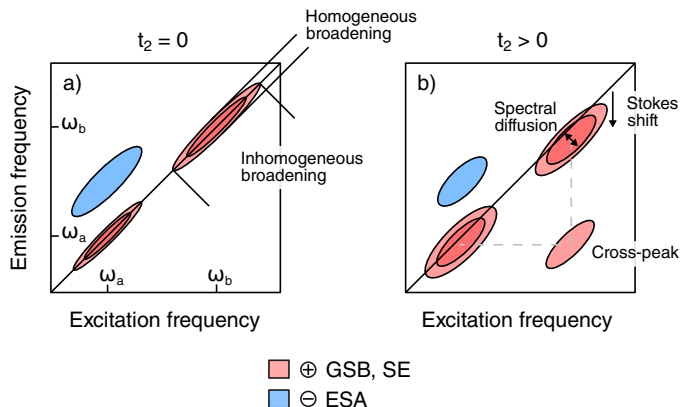 Homogeneous
broadening
t₂ = 0
t₂ > 0
a)
b)
ω_b
Spectral
diffusion
Stokes
shift
Inhomogeneous
broadening
Emission frequency
ω_a
Cross-peak
ω_a
ω_b
Excitation frequency
Excitation frequency
⊕ GSB, SE
⊖ ESA